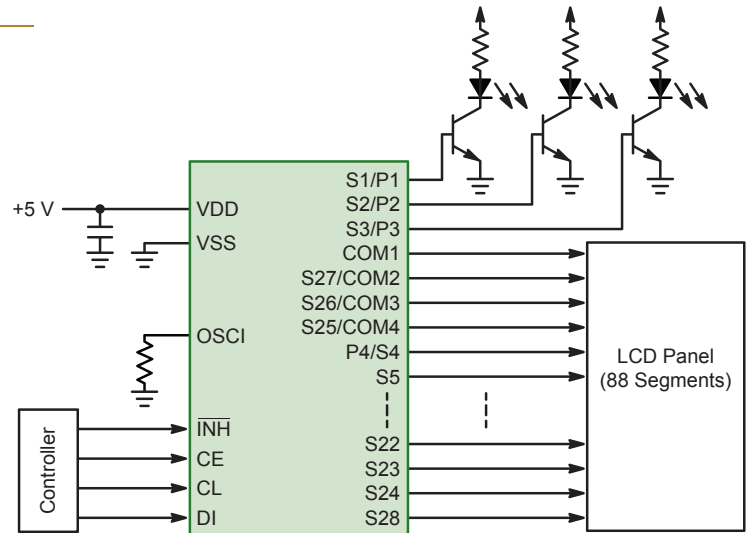 S1/P1
+5 V
VDD
S2/P2
S3/P3
VSS
COM1
S27/COM2
S26/COM3
S25/COM4
OSCI
P4/S4
LCD Panel
(88 Segments)
S5
Controller
INH
S22
CE
S23
CL
S24
DI
S28